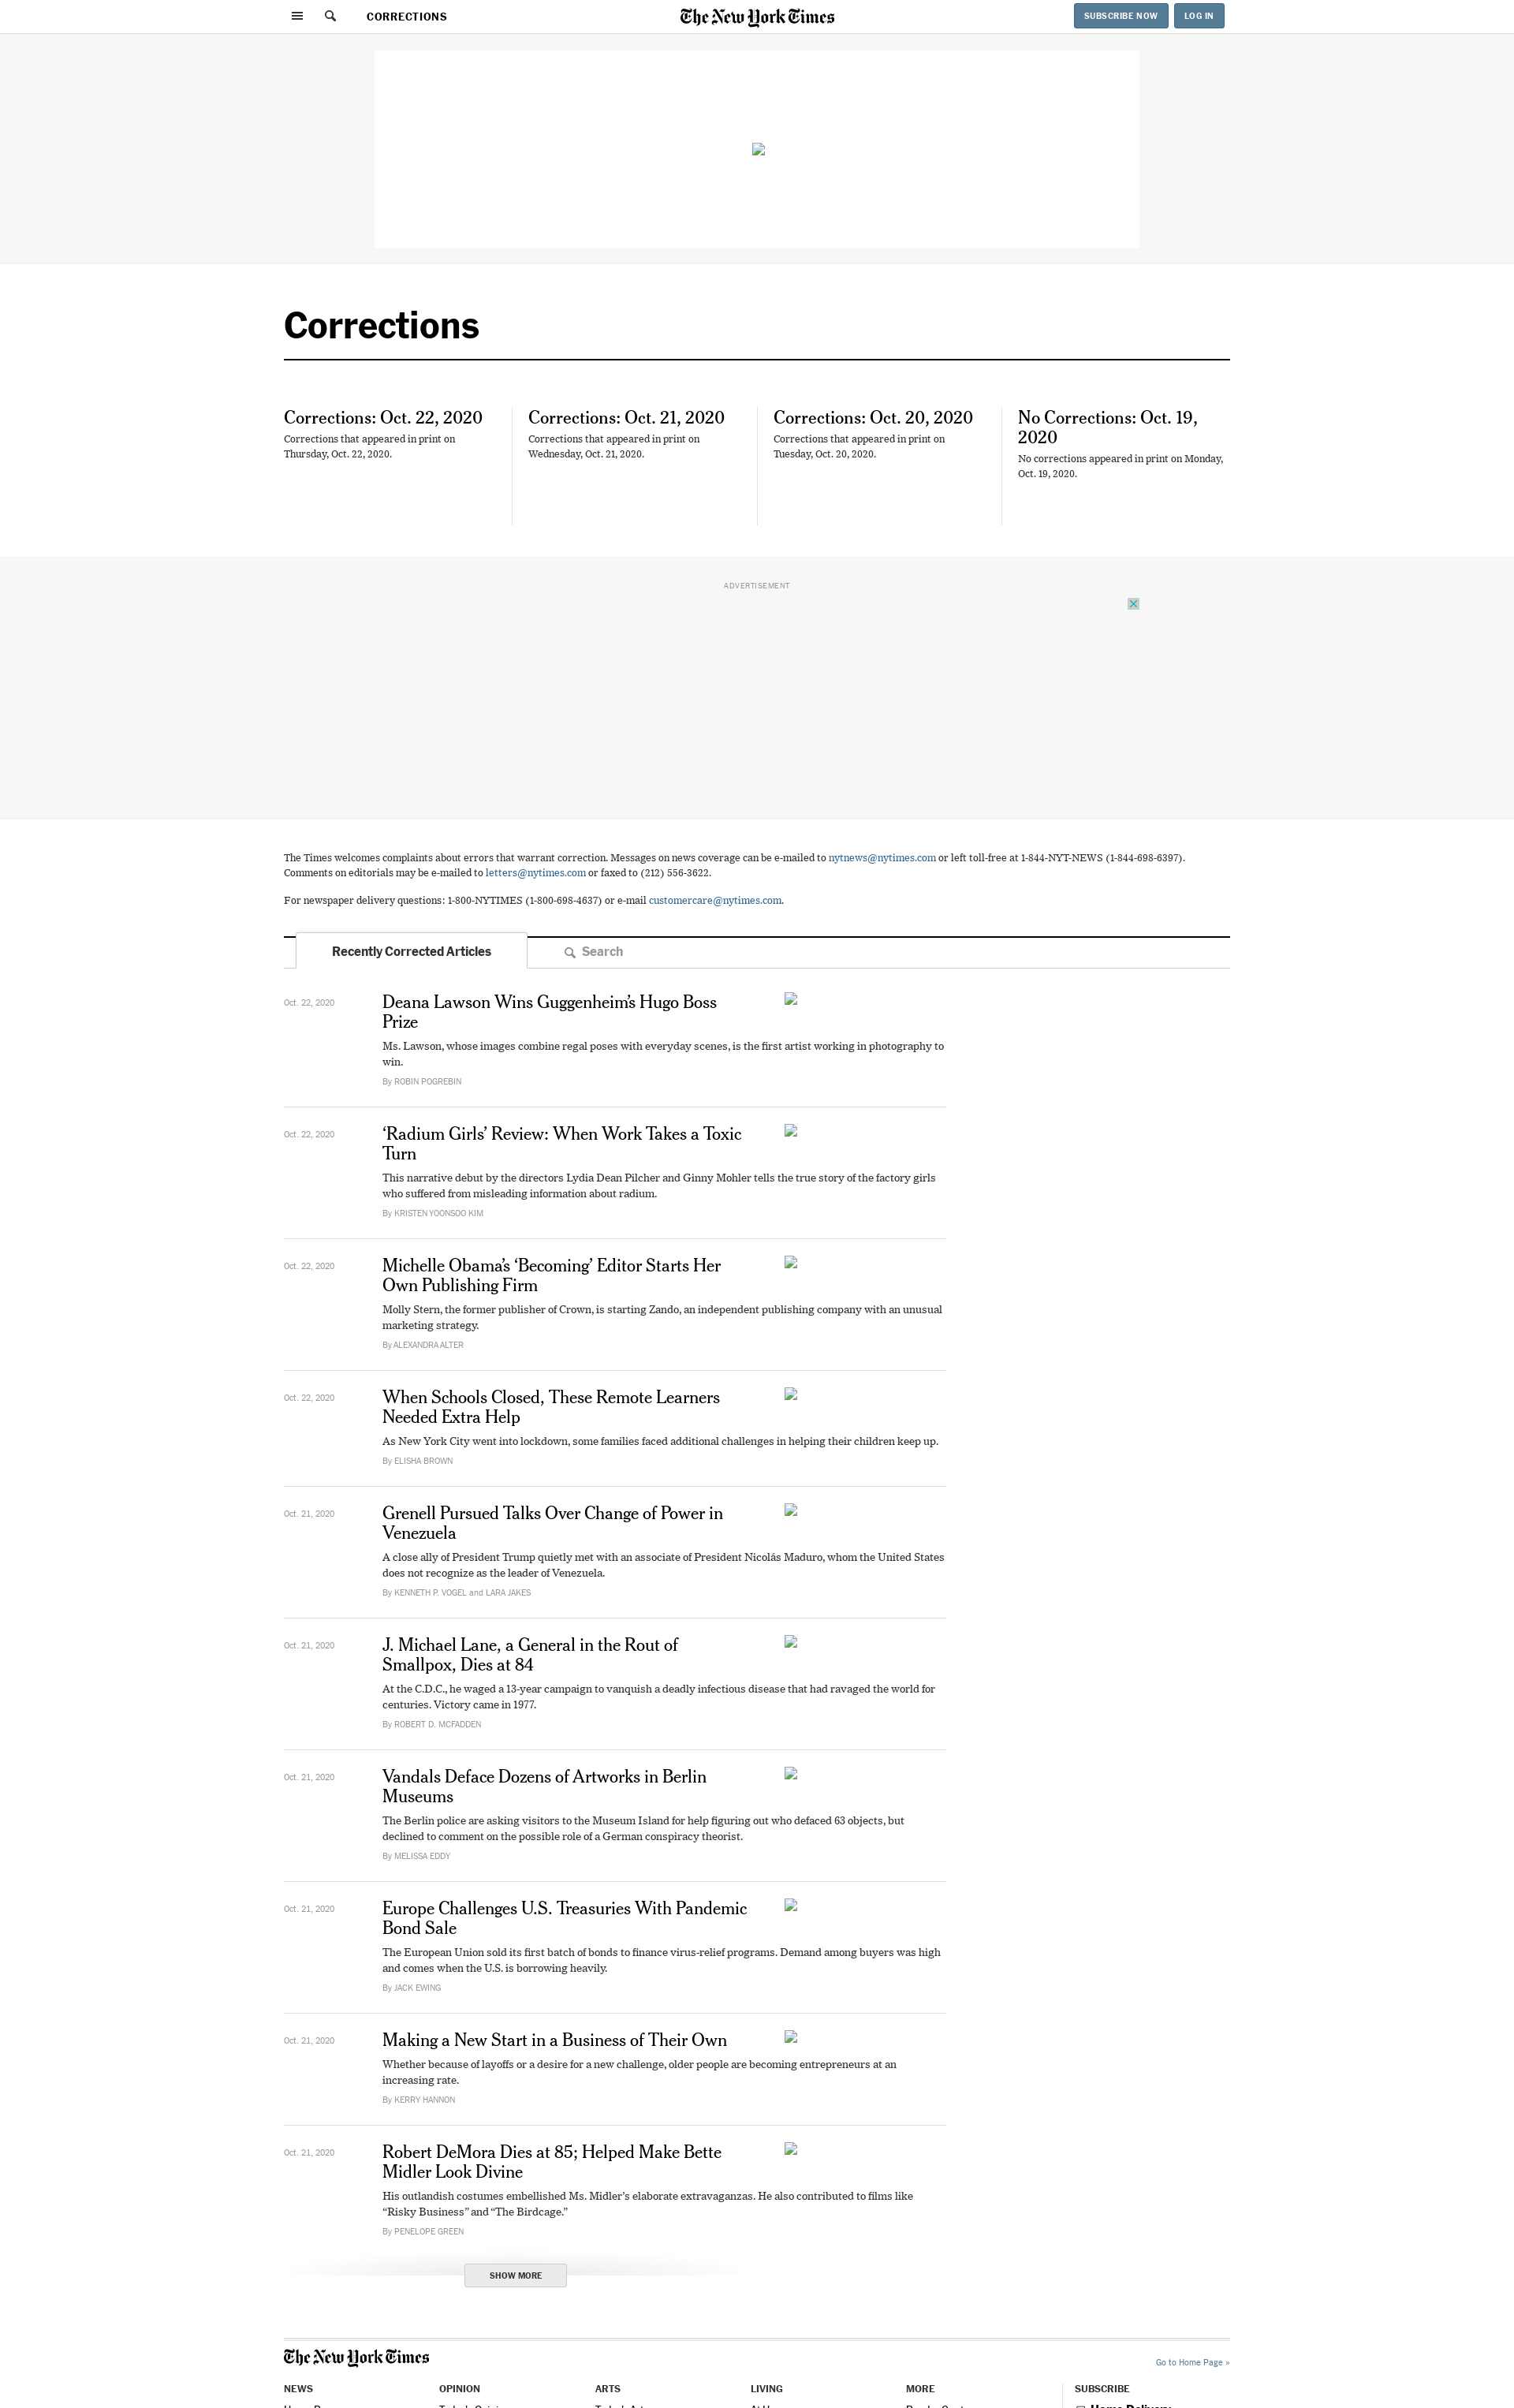 CORRECTIONS
The New York Times
SUBSCRIBE NOW
LOG IN
Corrections
Corrections: Oct. 22, 2020
Corrections that appeared in print on
Thursday, Oct. 22, 2020.
Corrections: Oct. 21, 2020
Corrections that appeared in print on
Wednesday, Oct. 21, 2020.
Corrections: Oct. 20, 2020
Corrections that appeared in print on
Tuesday, Oct. 20, 2020.
No Corrections: Oct. 19,
2020
No corrections appeared in print on Monday,
Oct. 19, 2020.
ADVERTISEMENT
The Times welcomes complaints about errors that warrant correction. Messages on news coverage can be e-mailed to nytnews@nytimes.com or left toll-free at 1-844-NYT-NEWS (1-844-698-6397).
Comments on editorials may be e-mailed to letters@nytimes.com or faxed to (212) 556-3622.
For newspaper delivery questions: 1-800-NYTIMES (1-800-698-4637) or e-mail customercare@nytimes.com.
Recently Corrected Articles
Search
Oct. 22, 2020
Deana Lawson Wins Guggenheim’s Hugo Boss
Prize
Ms. Lawson, whose images combine regal poses with everyday scenes, is the first artist working in photography to
win.
By ROBIN POGREBIN
Oct. 22, 2020
‘Radium Girls’ Review: When Work Takes a Toxic
Turn
This narrative debut by the directors Lydia Dean Pilcher and Ginny Mohler tells the true story of the factory girls
who suffered from misleading information about radium.
By KRISTEN YOONSOO KIM
Oct. 22, 2020
Michelle Obama’s ‘Becoming’ Editor Starts Her
Own Publishing Firm
Molly Stern, the former publisher of Crown, is starting Zando, an independent publishing company with an unusual
marketing strategy.
By ALEXANDRA ALTER
Oct. 22, 2020
When Schools Closed, These Remote Learners
Needed Extra Help
As New York City went into lockdown, some families faced additional challenges in helping their children keep up.
By ELISHA BROWN
Oct. 21, 2020
Grenell Pursued Talks Over Change of Power in
Venezuela
A close ally of President Trump quietly met with an associate of President Nicolás Maduro, whom the United States
does not recognize as the leader of Venezuela.
By KENNETH P. VOGEL and LARA JAKES
Oct. 21, 2020
J. Michael Lane, a General in the Rout of
Smallpox, Dies at 84
At the C.D.C., he waged a 13-year campaign to vanquish a deadly infectious disease that had ravaged the world for
centuries. Victory came in 1977.
By ROBERT D. MCFADDEN
Oct. 21, 2020
Vandals Deface Dozens of Artworks in Berlin
Museums
The Berlin police are asking visitors to the Museum Island for help figuring out who defaced 63 objects, but
declined to comment on the possible role of a German conspiracy theorist.
By MELISSA EDDY
Oct. 21, 2020
Europe Challenges U.S. Treasuries With Pandemic
Bond Sale
The European Union sold its first batch of bonds to finance virus-relief programs. Demand among buyers was high
and comes when the U.S. is borrowing heavily.
By JACK EWING
Oct. 21, 2020
Making a New Start in a Business of Their Own
Whether because of layoffs or a desire for a new challenge, older people are becoming entrepreneurs at an
increasing rate.
By KERRY HANNON
Oct. 21, 2020
Robert DeMora Dies at 85; Helped Make Bette
Midler Look Divine
His outlandish costumes embellished Ms. Midler’s elaborate extravaganzas. He also contributed to films like
“Risky Business” and “The Birdcage.”
By PENELOPE GREEN
SHOW MORE
The New York Times
Go to Home Page »
NEWS
OPINION
ARTS
LIVING
MORE
SUBSCRIBE